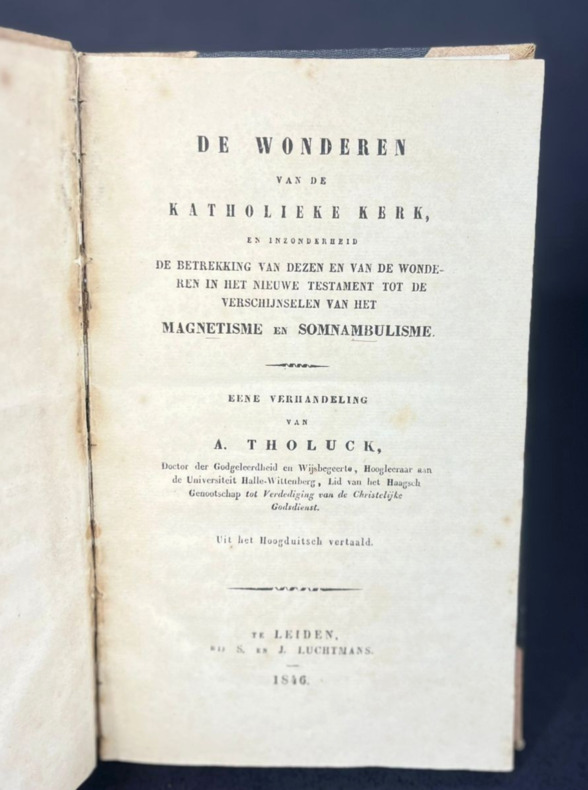 DE WONDEREN
VAN DE
KATHOLIEKE KERK,
EN INZONDERHEID
DE BETREKKING VAN DEZEN EN VAN DE WONDE-
REN IN HET NIEUWE TESTAMENT TOT DE
VERSCHIJNSELEN VAN HET
MAGNETISME EN SOMNAMBULISME.
EENE VERHANDELING
VAN
A. THOLUCK,
Doctor der Godgeleerdheid en Wijsbegeerte, Hoogleeraar aan
de Universiteit Halle-Wittenberg, Lid van het Haagsch
Genootschap tot Verdediging van de Christelijke
Godsdienst.
Uit het Hoogduitsch vertaald.
TE LEIDEN,
BIJ S. EN J. LUCHTMANS.
1846.